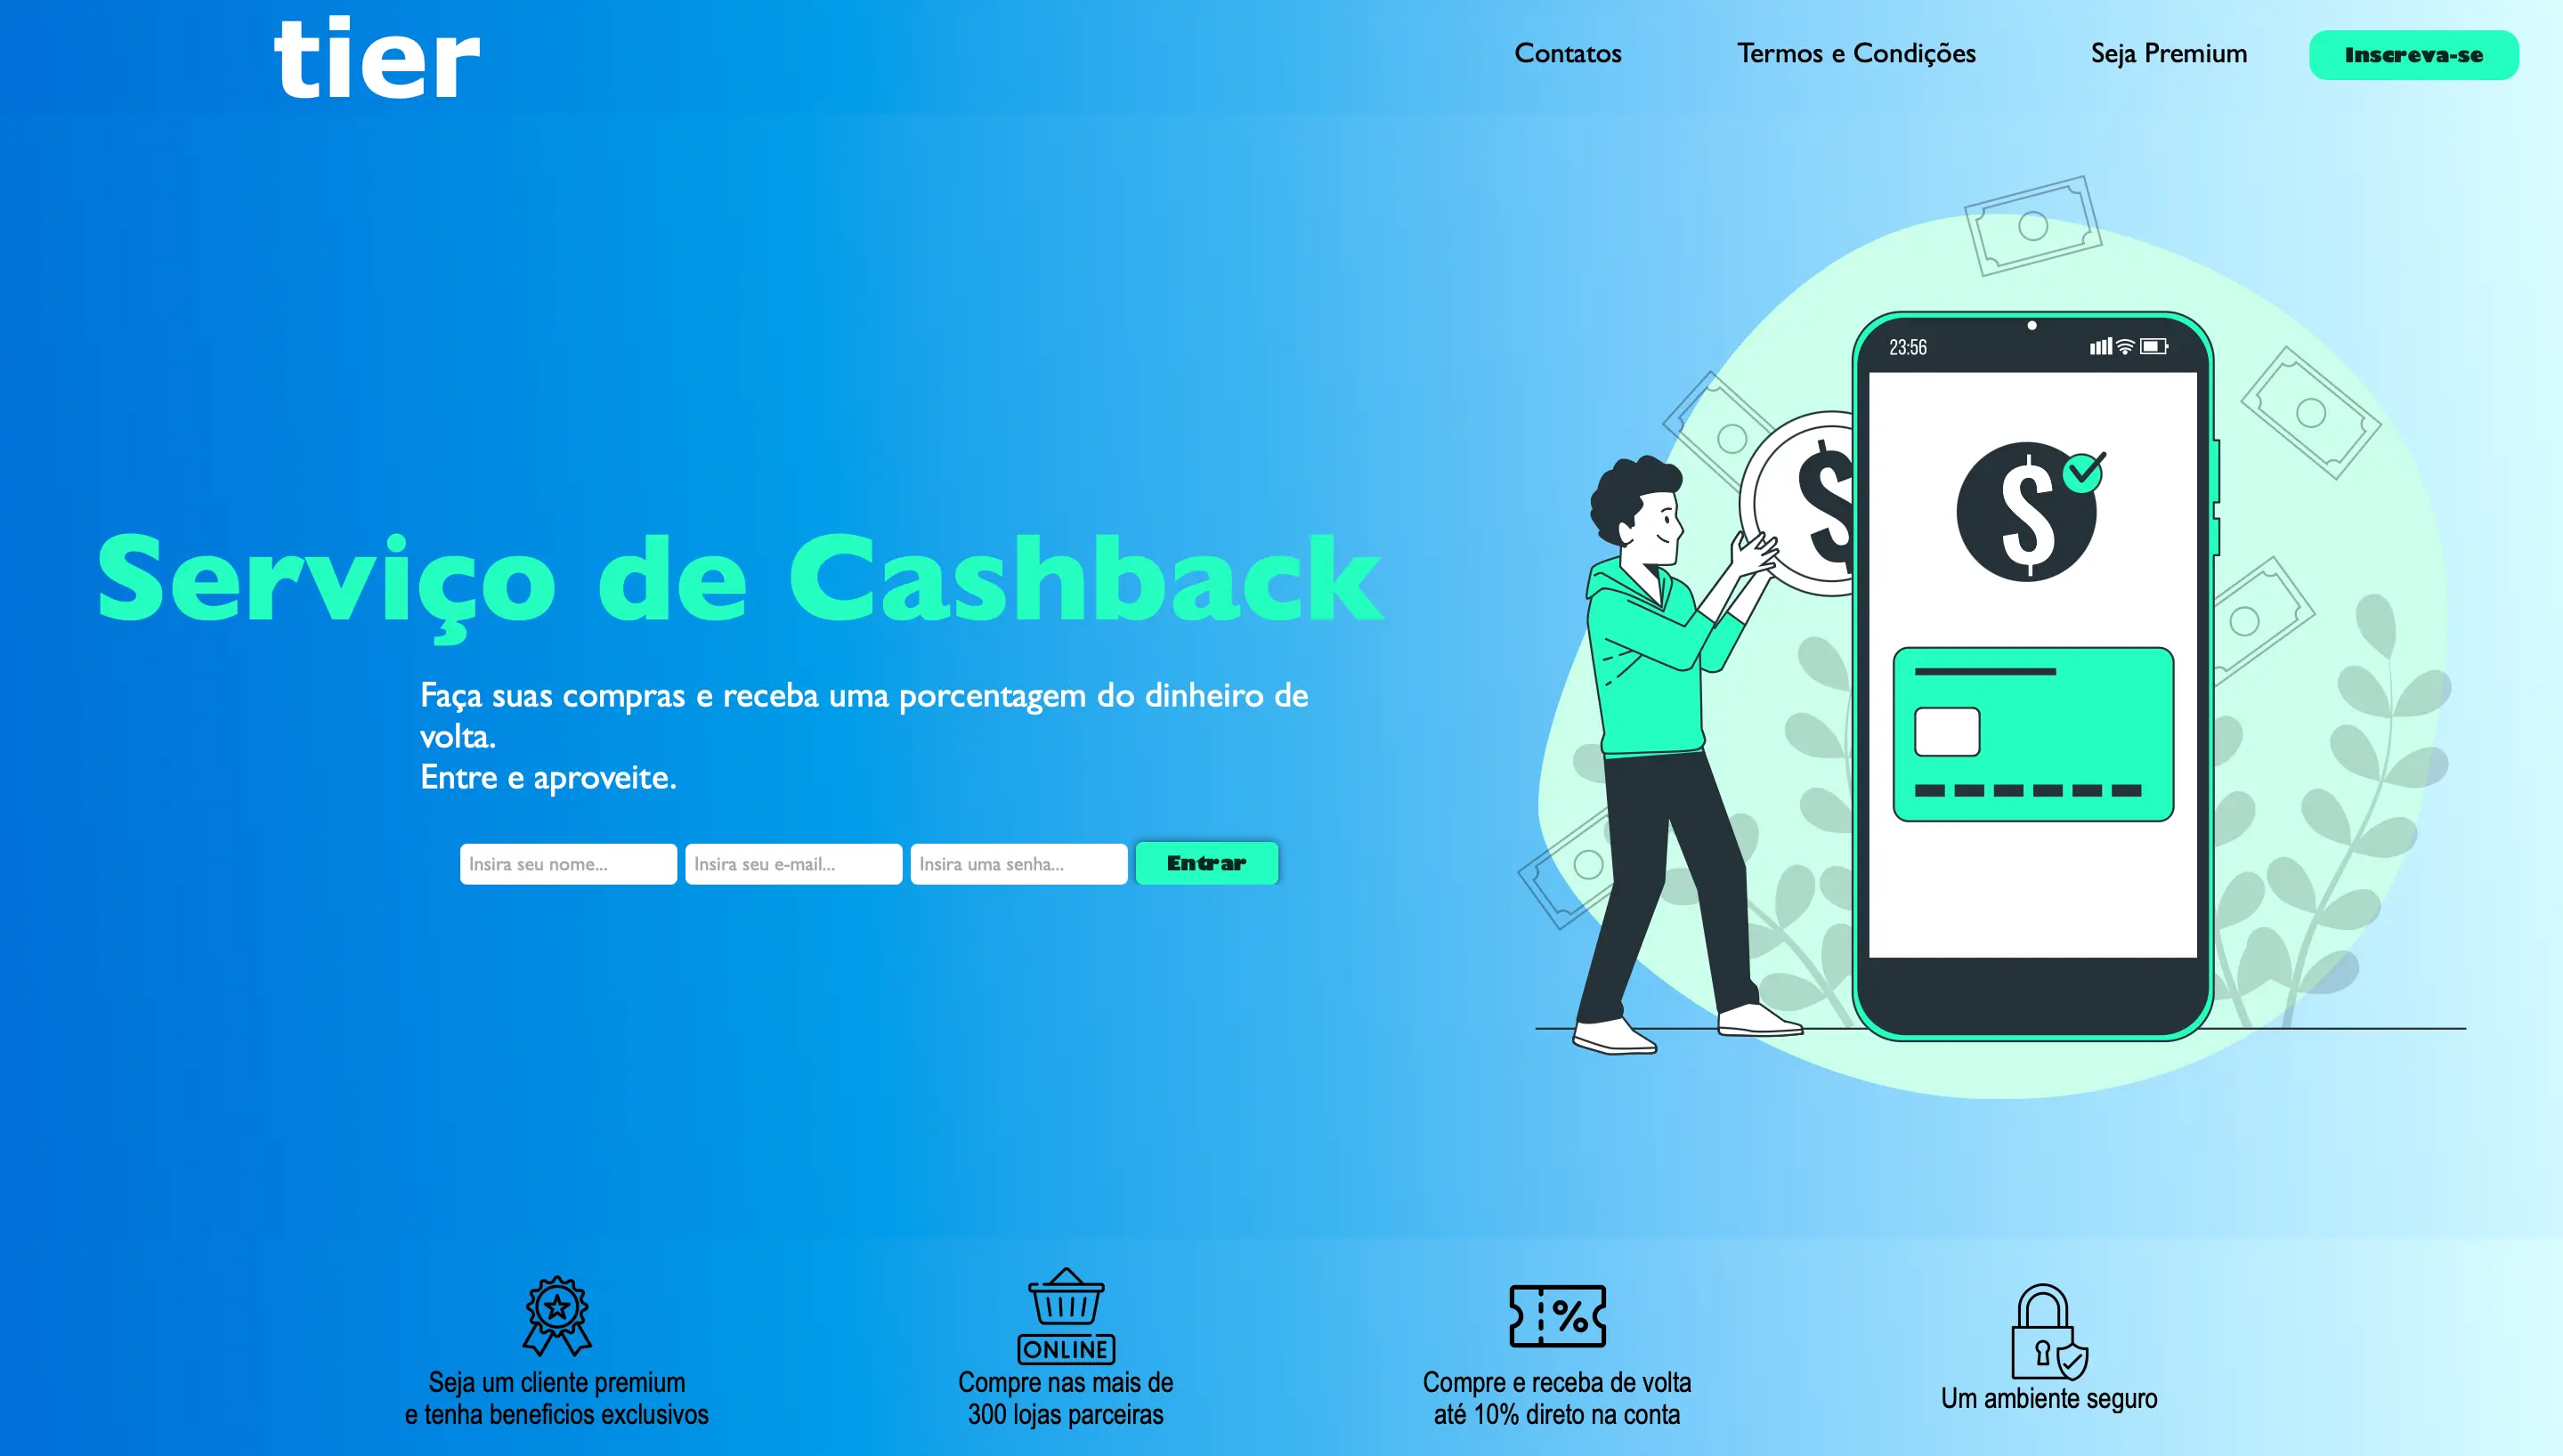 tier
Contatos
Termos e Condições
Seja Premium
Inscreva-se
23:56
$
$
Serviço de Cashback
Faça suas compras e receba uma porcentagem do dinheiro de
volta.
Entre e aproveite.
Insira seu nome...
Insira seu e-mail...
Insira uma senha...
Entrar
Seja um cliente premium
e tenha beneficios exclusivos
ONLINE
Compre nas mais de
300 lojas parceiras
%
Compre e receba de volta
até 10% direto na conta
Um ambiente seguro